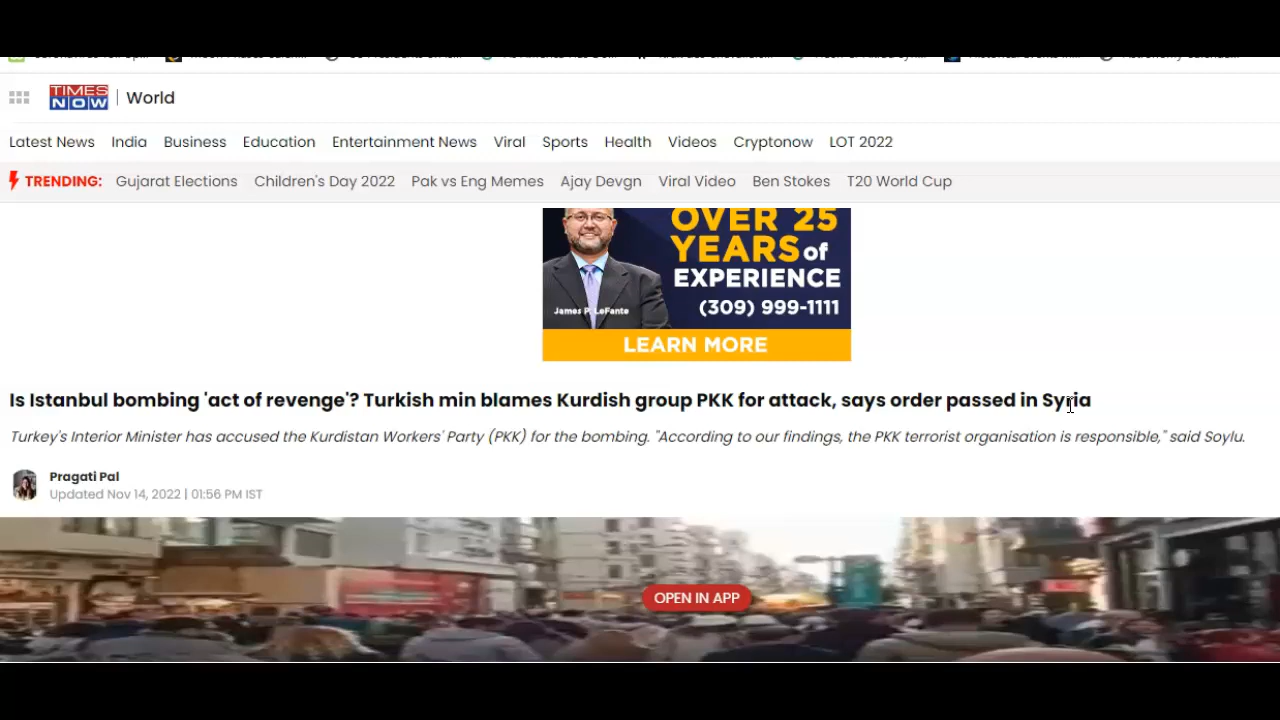 TIMES
NOW
World
Latest News India Business Education Entertainment News Viral Sports Health Videos Cryptonow LOT 2022
TRENDING: Gujarat Elections Children's Day 2022 Pak vs Eng Memes Ajay Devgn Viral Video Ben Stokes T20 World Cup
OVER 25
YEARS of
EXPERIENCE
(309) 999-1111
James P. LeFante
LEARN MORE
Is Istanbul bombing 'act of revenge'? Turkish min blames Kurdish group PKK for attack, says order passed in Syria
Turkey's Interior Minister has accused the Kurdistan Workers' Party (PKK) for the bombing. "According to our findings, the PKK terrorist organisation is responsible," said Soylu.
Pragati Pal
Updated Nov 14, 2022 | 01:56 PM IST
OPEN IN APP